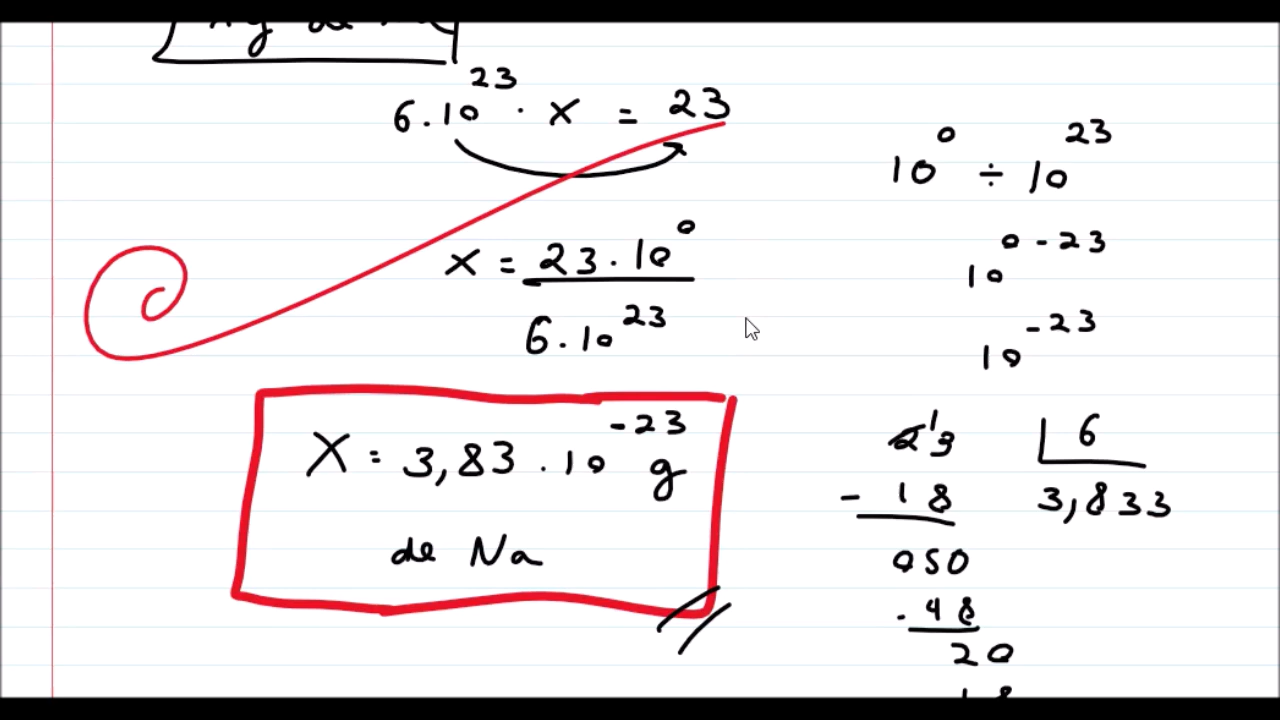 6.10²³ · x = 23
x = 23.10⁰
6.10²³
X = 3,83 . 10⁻²³ g
de Na
10⁰ ÷ 10²³
10⁰⁻²³
10⁻²³
23 6
- 18 3,833
050
- 48
20